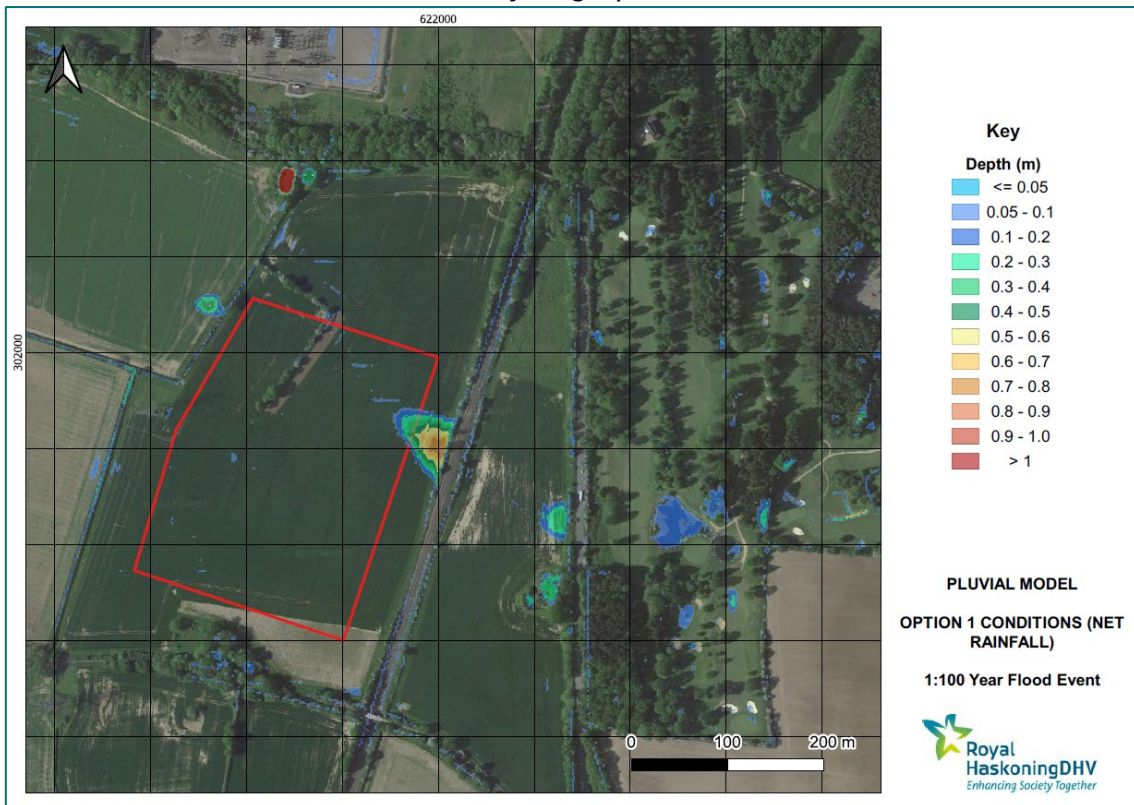 622000
302000
Key
Depth (m)
<= 0.05
0.05 - 0.1
0.1 - 0.2
0.2 - 0.3
0.3 - 0.4
0.4 - 0.5
0.5 - 0.6
0.6 - 0.7
0.7 - 0.8
0.8 - 0.9
0.9 - 1.0
> 1
PLUVIAL MODEL
OPTION 1 CONDITIONS (NET
RAINFALL)
1:100 Year Flood Event
0 100 200 m
Royal
HaskoningDHV
Enhancing Society Together